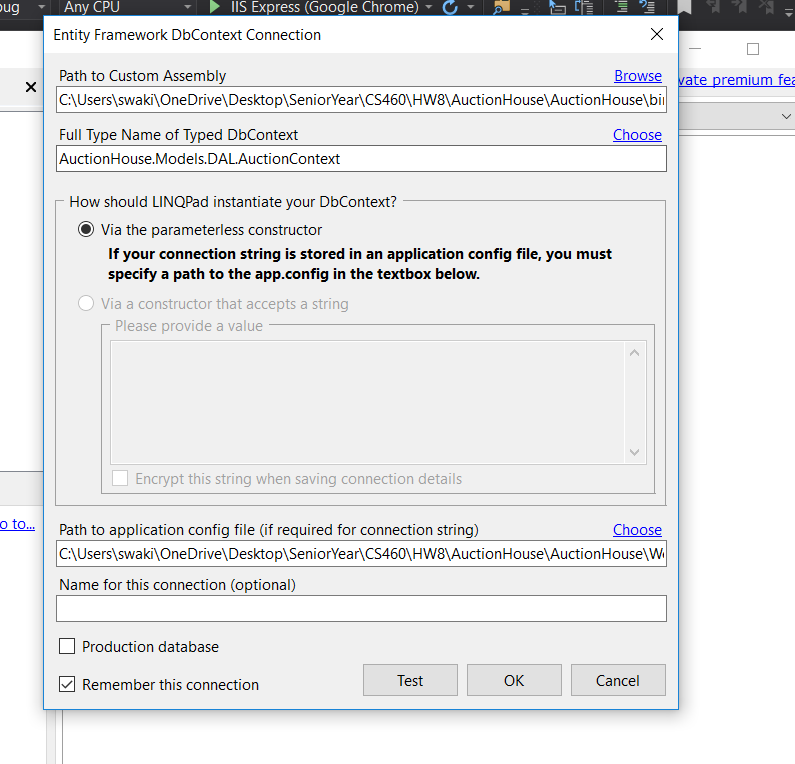 Any CPU
IIS Express (Google Chrome)
Entity Framework DbContext Connection
Path to Custom Assembly
Browse
C:\Users\swaki\OneDrive\Desktop\SeniorYear\CS460\HW8\AuctionHouse\AuctionHouse\bi
premium
Full Type Name of Typed DbContext
Choose
AuctionHouse.Models.DAL.AuctionContext
How should LINQPad instantiate your DbContext?
Via the parameterless constructor
If your connection string is stored in an application config file, you must
specify a path to the app.config in the textbox below.
Via a constructor that accepts a string
Please provide a value
Encrypt this string when saving connection details
to...
Path to application config file (if required for connection string)
Choose
C:\Users\swaki\OneDrive\Desktop\SeniorYear\CS460\HW8\AuctionHouse\AuctionHouse\W
Name for this connection (optional)
Production database
Remember this connection
Test
OK
Cancel